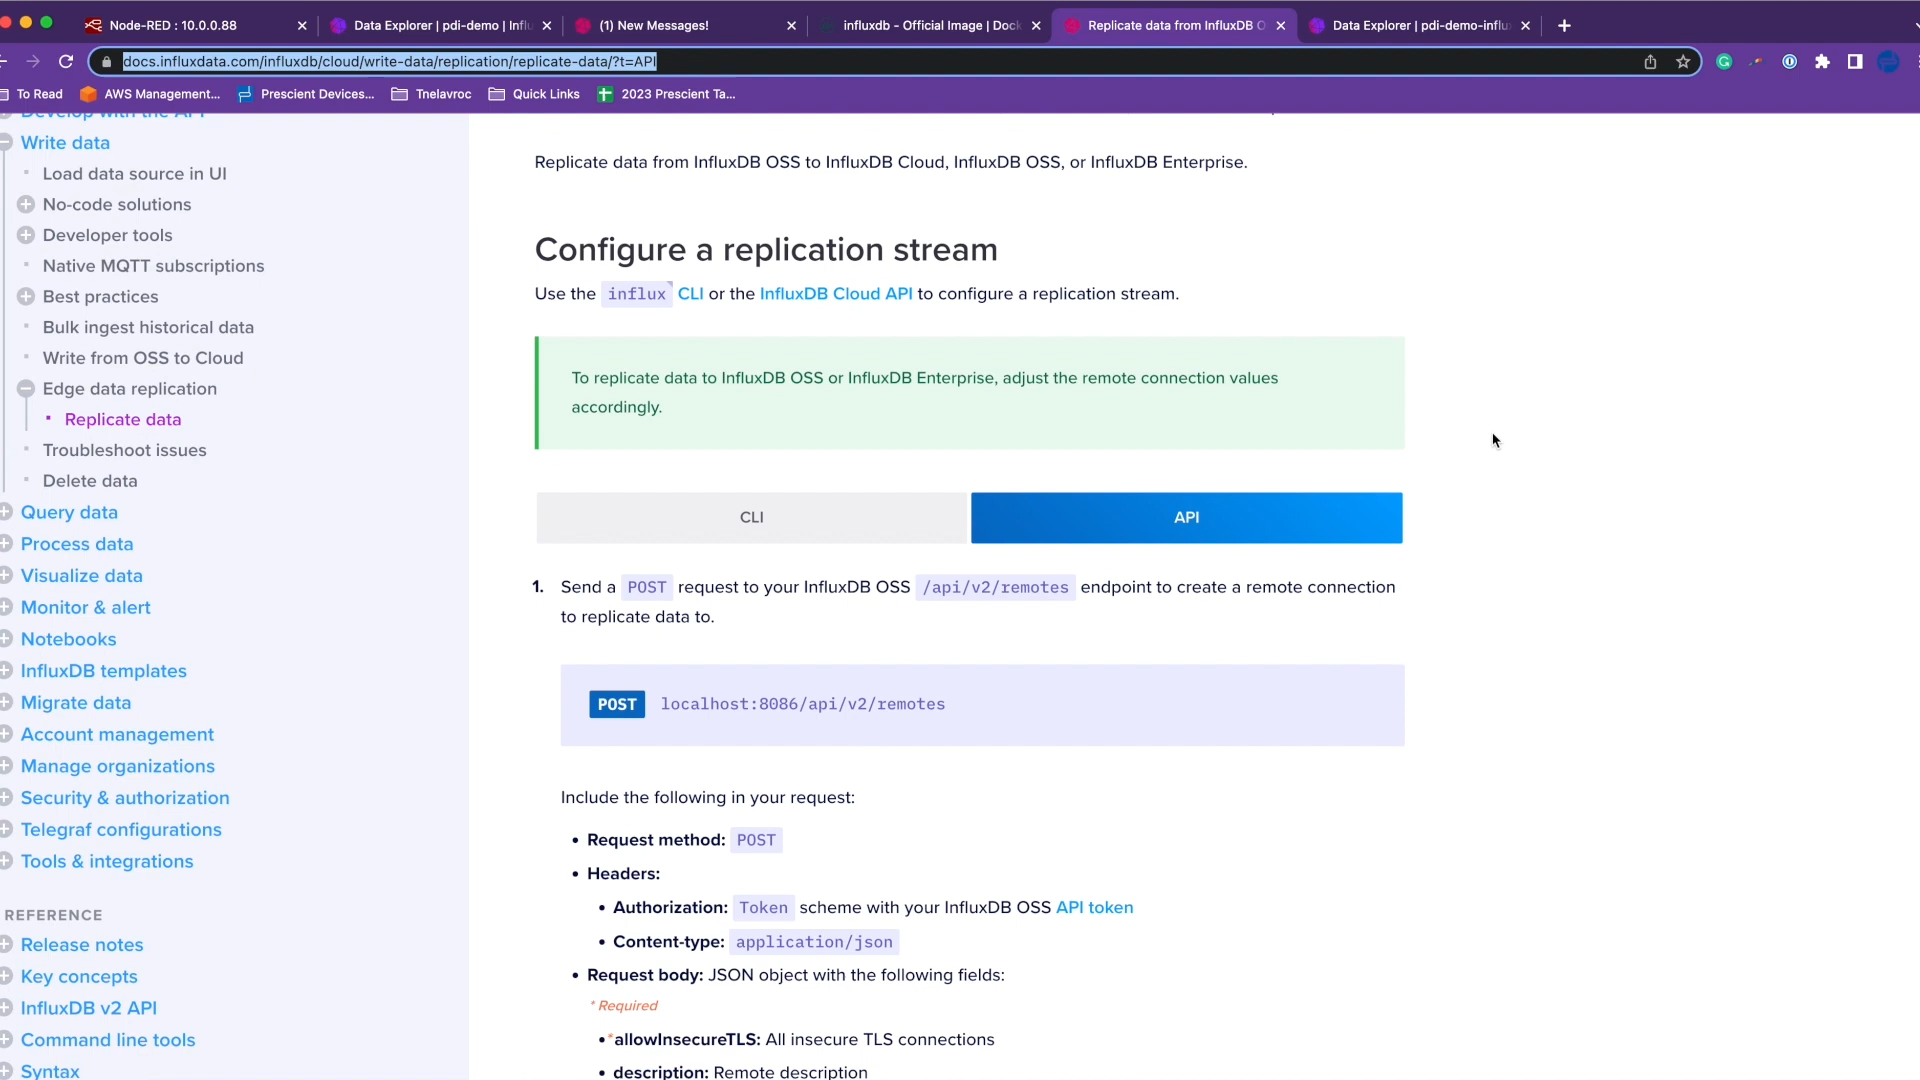 Node-RED : 10.0.0.88
Data Explorer | pdi-demo | Influ
(1) New Messages!
influxdb - Official Image | Dock
Replicate data from InfluxDB O
Data Explorer | pdi-demo-influ
docs.influxdata.com/influxdb/cloud/write-data/replication/replicate-data/?t=API
To Read
AWS Management...
Prescient Devices...
Tnelavroc
Quick Links
2023 Prescient Ta...
Develop with the API
Write data
Load data source in UI
No-code solutions
Developer tools
Native MQTT subscriptions
Best practices
Bulk ingest historical data
Write from OSS to Cloud
Edge data replication
Replicate data
Troubleshoot issues
Delete data
Query data
Process data
Visualize data
Monitor & alert
Notebooks
InfluxDB templates
Migrate data
Account management
Manage organizations
Security & authorization
Telegraf configurations
Tools & integrations
REFERENCE
Release notes
Key concepts
InfluxDB v2 API
Command line tools
Syntax
Replicate data from InfluxDB OSS to InfluxDB Cloud, InfluxDB OSS, or InfluxDB Enterprise.
Configure a replication stream
Use the influx CLI or the InfluxDB Cloud API to configure a replication stream.
To replicate data to InfluxDB OSS or InfluxDB Enterprise, adjust the remote connection values
accordingly.
CLI
API
1. Send a POST request to your InfluxDB OSS /api/v2/remotes endpoint to create a remote connection
to replicate data to.
POST localhost:8086/api/v2/remotes
Include the following in your request:
• Request method: POST
• Headers:
• Authorization: Token scheme with your InfluxDB OSS API token
• Content-type: application/json
• Request body: JSON object with the following fields:
* Required
• * allowInsecureTLS: All insecure TLS connections
• description: Remote description